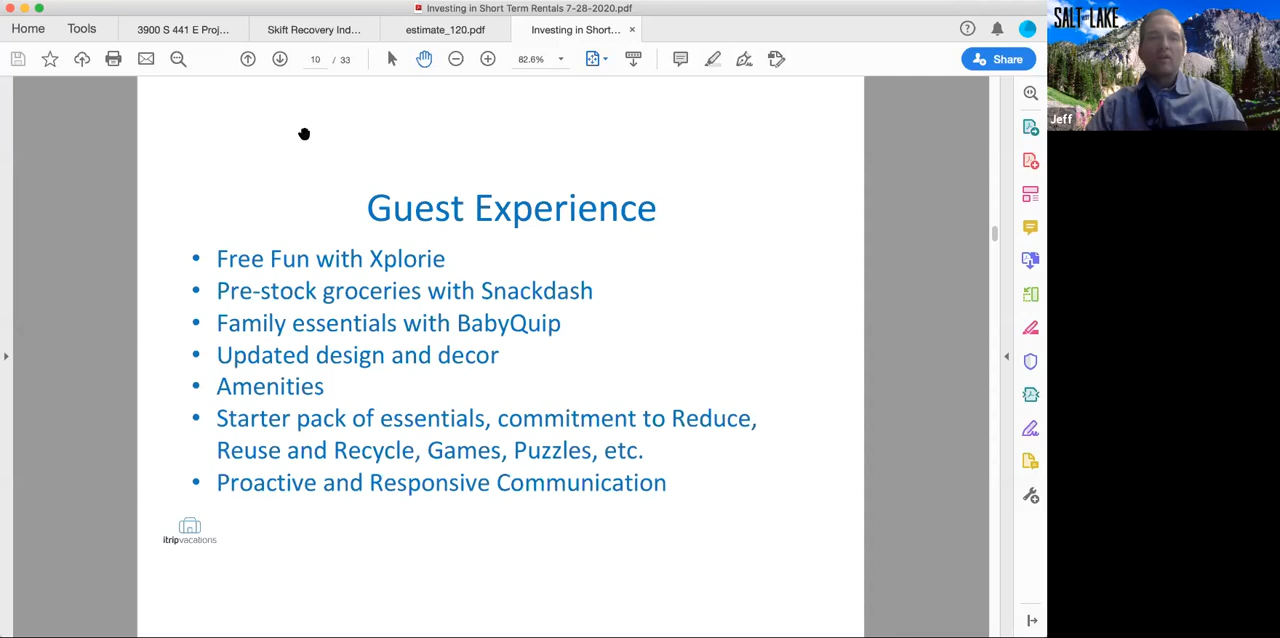 Investing in Short Term Rentals 7-28-2020.pdf
Home
Tools
3900 S 441 E Proj...
Skift Recovery Ind...
estimate_120.pdf
Investing in Short...
10 / 33
82.6%
Share
SALT LAKE
Jeff
Guest Experience
• Free Fun with Xplorie
• Pre-stock groceries with Snackdash
• Family essentials with BabyQuip
• Updated design and decor
• Amenities
• Starter pack of essentials, commitment to Reduce,
Reuse and Recycle, Games, Puzzles, etc.
• Proactive and Responsive Communication
itripvacations